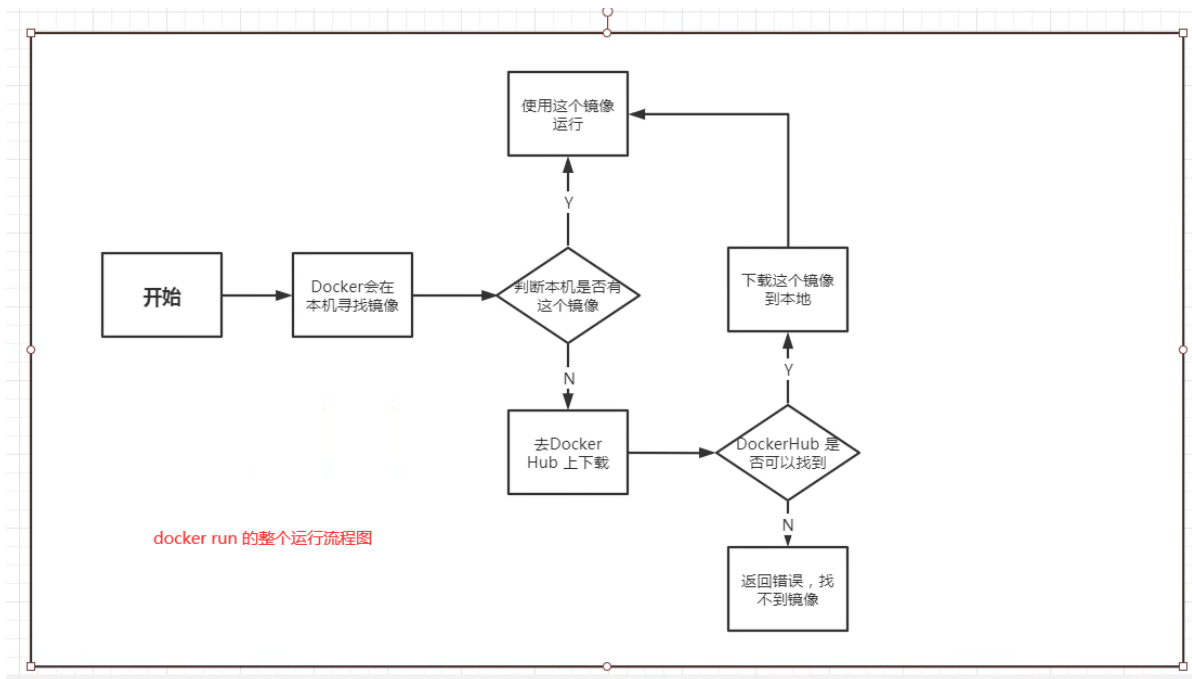 使用这个镜像
运行
Y
开始
Docker会在
本机寻找镜像
判断本机是否有
这个镜像
下载这个镜像
到本地
N
Y
去Docker
Hub 上下载
DockerHub 是
否可以找到
N
docker run 的整个运行流程图
返回错误，找
不到镜像